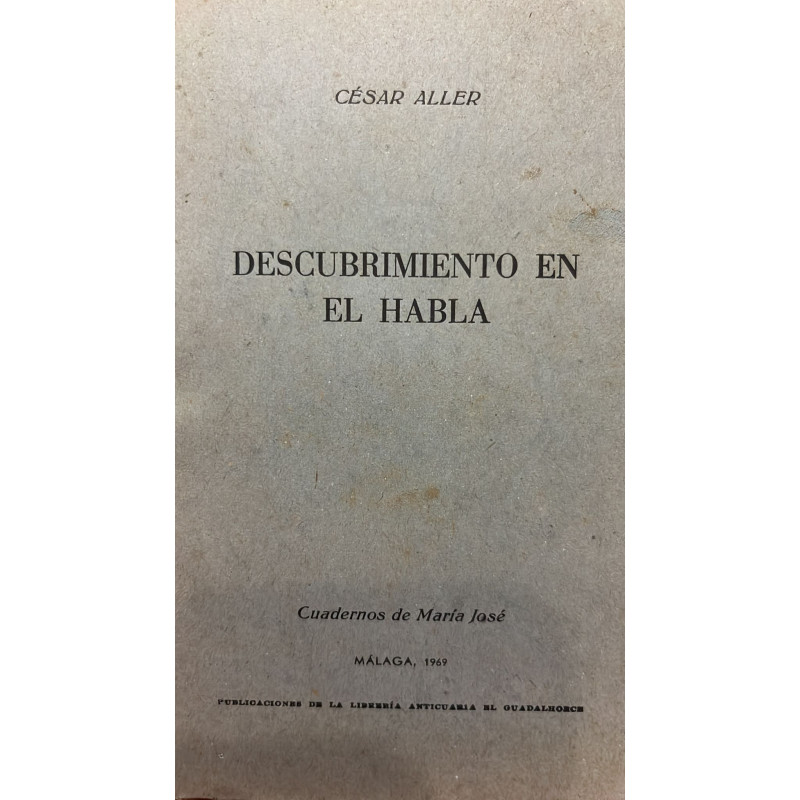 CÉSAR ALLER
DESCUBRIMIENTO EN
EL HABLA
Cuadernos de María José
MÁLAGA, 1969
PUBLICACIONES DE LA LIBRERÍA ANTICUARIA EL GUADALHORCE